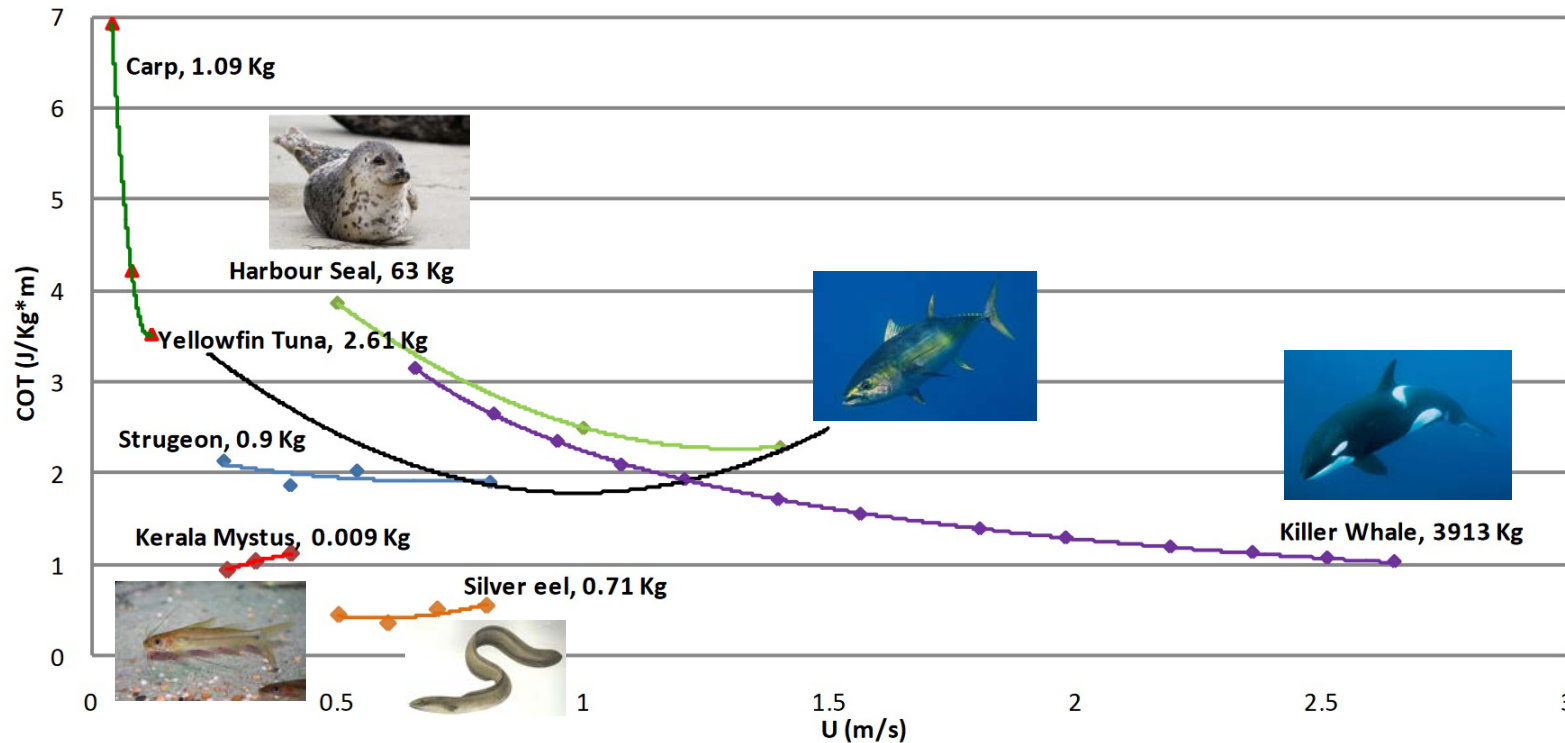 7
Carp, 1.09 Kg
6
5
Harbour Seal, 63 Kg
4
Yellowfin Tuna, 2.61 Kg
3
Strugeon, 0.9 Kg
2
Kerala Mystus, 0.009 Kg
Killer Whale, 3913 Kg
1
Silver eel, 0.71 Kg
0
COT (J/Kg*m)
0 0.5 1 1.5 2 2.5 3
U (m/s)